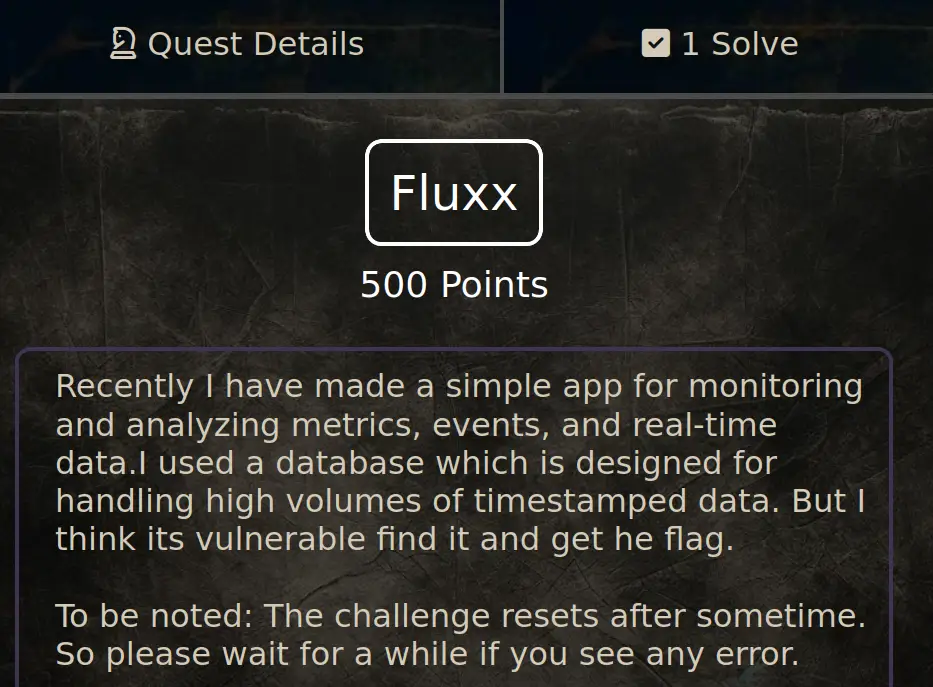 Quest Details
1 Solve
Fluxx
500 Points
Recently I have made a simple app for monitoring
and analyzing metrics, events, and real-time
data.I used a database which is designed for
handling high volumes of timestamped data. But I
think its vulnerable find it and get he flag.
To be noted: The challenge resets after sometime.
So please wait for a while if you see any error.